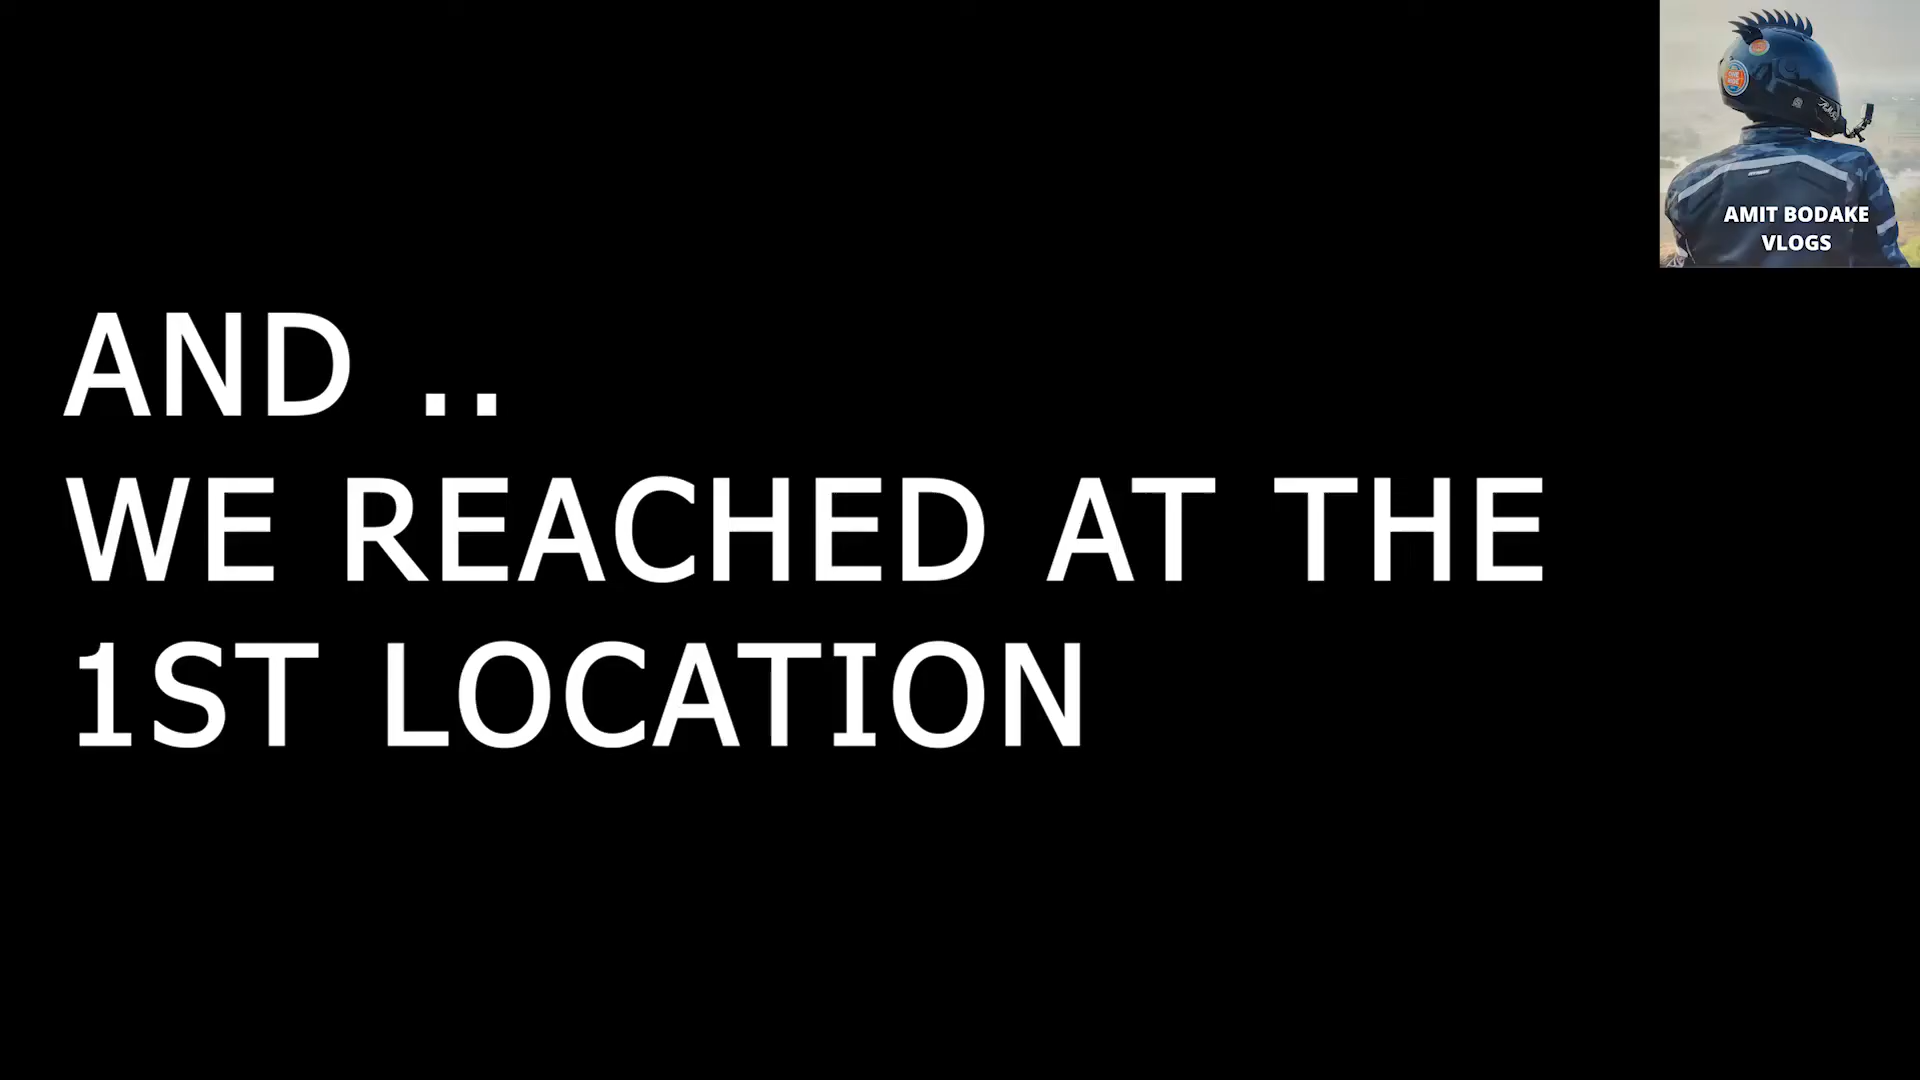 AMIT BODAKE
VLOGS
AND ..
WE REACHED AT THE
1ST LOCATION